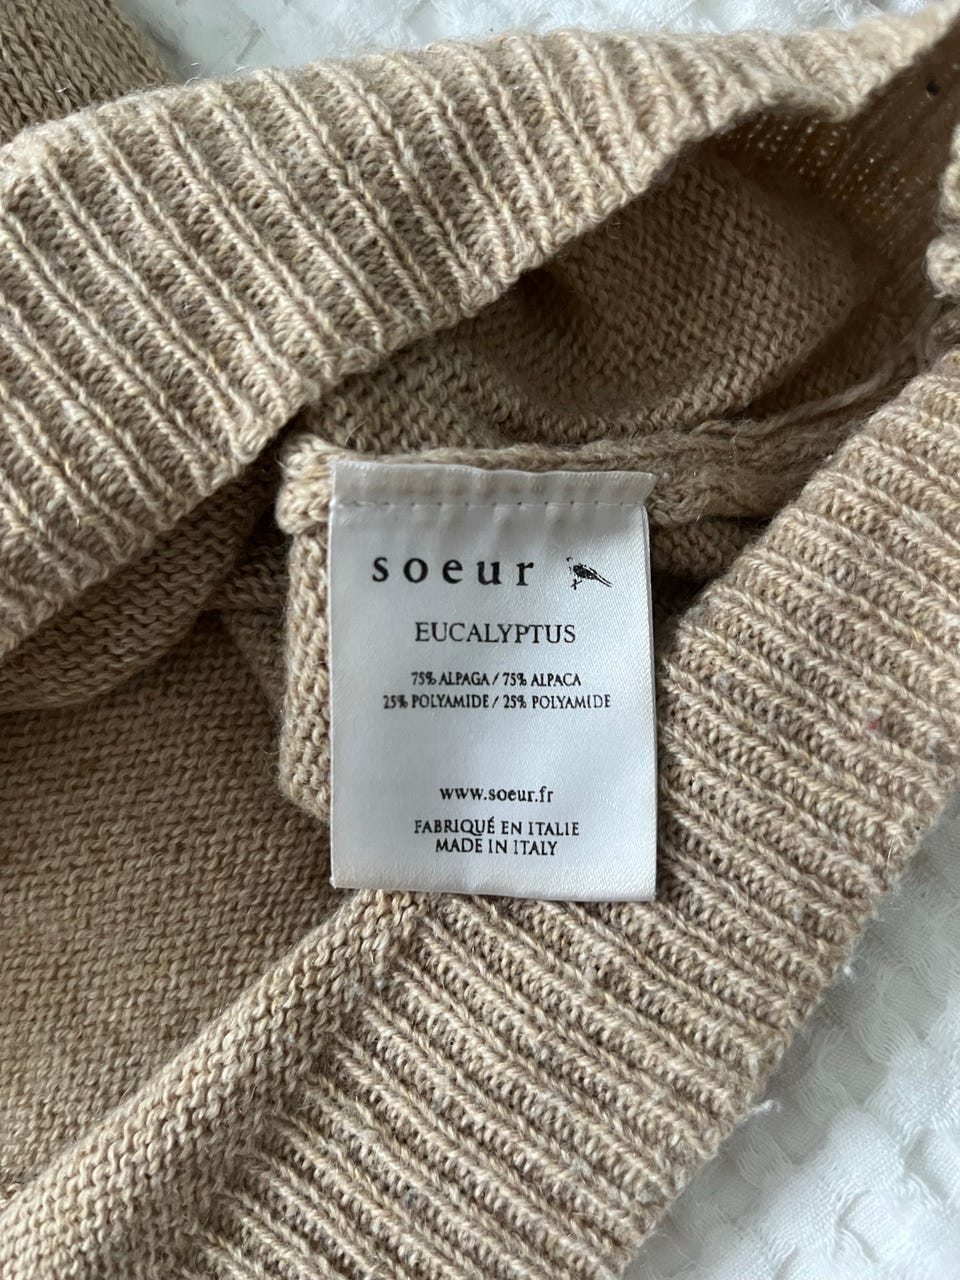 soeur
EUCALYPTUS
75% ALPAGA / 75% ALPACA
25% POLYAMIDE / 25% POLYAMIDE
www.soeur.fr
FABRIQUÉ EN ITALIE
MADE IN ITALY